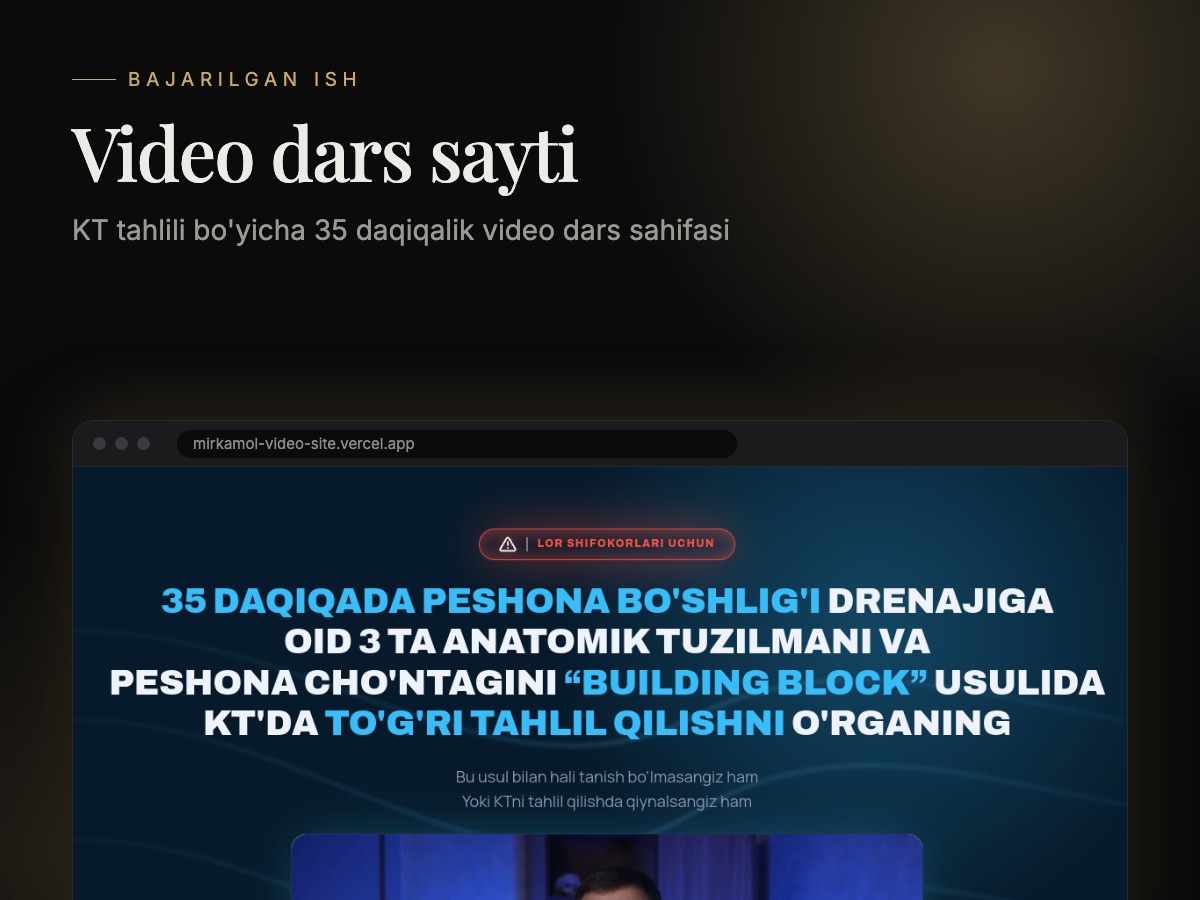 BAJARILGAN ISH
Video dars sayti
KT tahlili bo'yicha 35 daqiqalik video dars sahifasi
mirkamol-video-site.vercel.app
LOR SHIFOKORLARI UCHUN
35 DAQIQADA PESHONA BO'SHLIG'I DRENAJIGA
OID 3 TA ANATOMIK TUZILMANI VA
PESHONA CHO'NTAGINI “BUILDING BLOCK” USULIDA
KT'DA TO'G'RI TAHLIL QILISHNI O'RGANING
Bu usul bilan hali tanish bo'lmasangiz ham
Yoki KTni tahlil qilishda qiynalsangiz ham